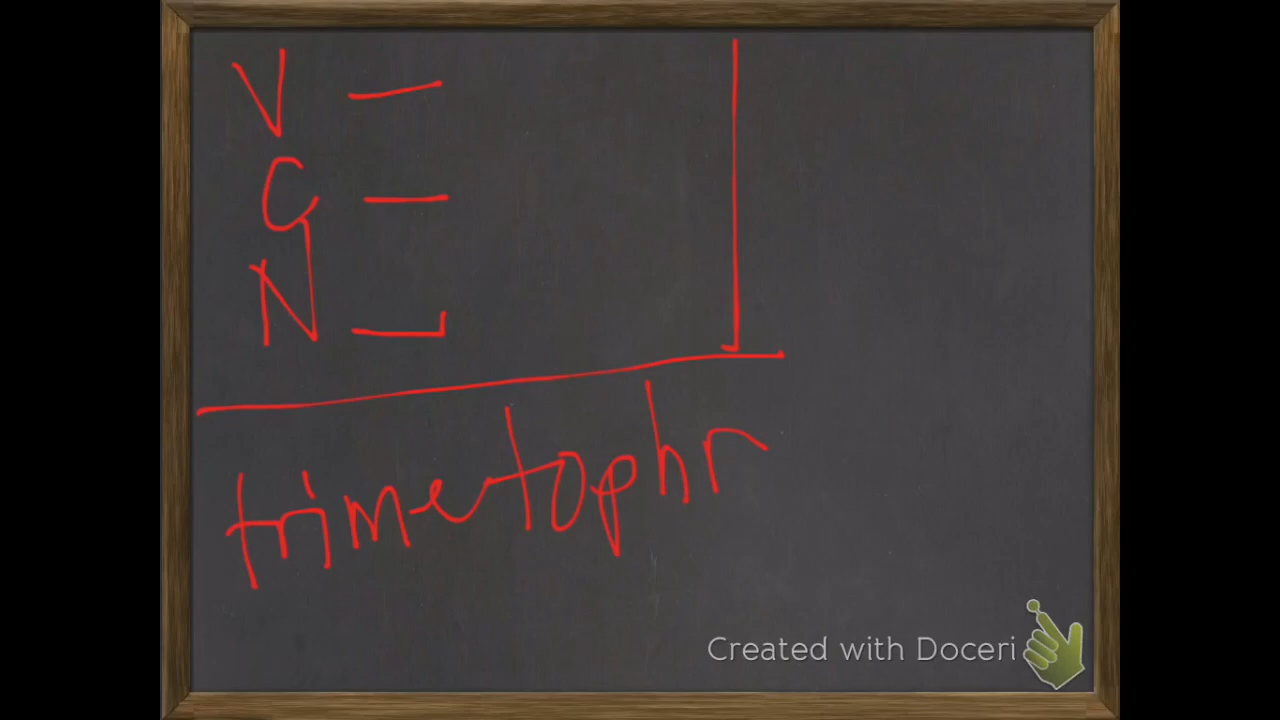 V —
C —
N —
trimetophr
Created with Doceri